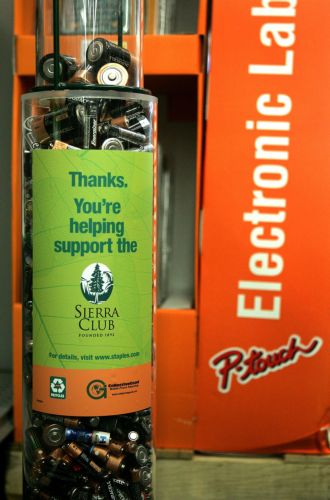 Thanks.
You're
helping
support the
SIERRA
CLUB
FOUNDED 1892
For details, visit www.staples.com.
RECYCLE
Electronic Lab
P-touch